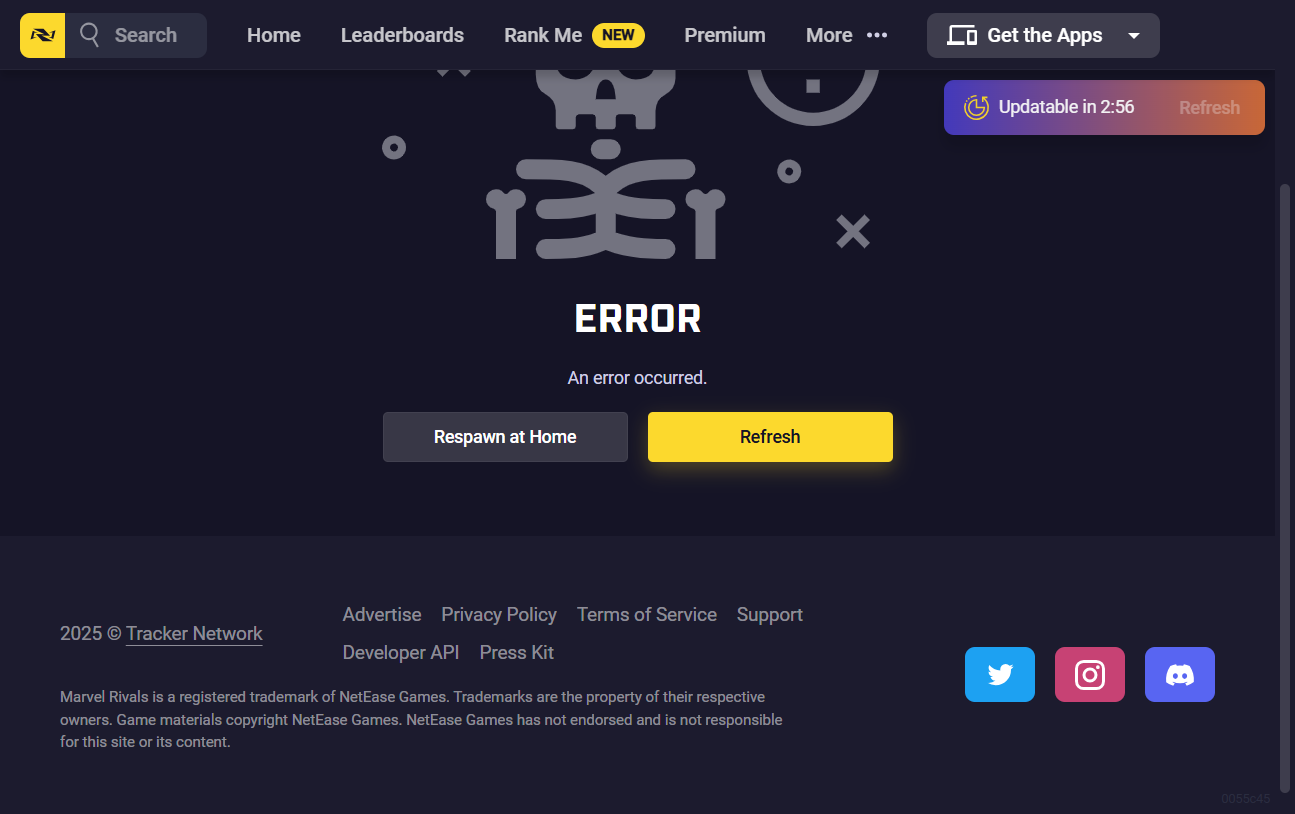 Search Home Leaderboards Rank Me NEW Premium More Get the Apps
Updatable in 2:56 Refresh
ERROR
An error occurred.
Respawn at Home Refresh
2025 © Tracker Network
Advertise Privacy Policy Terms of Service Support
Developer API Press Kit
Marvel Rivals is a registered trademark of NetEase Games. Trademarks are the property of their respective
owners. Game materials copyright NetEase Games. NetEase Games has not endorsed and is not responsible
for this site or its content.
0055c45